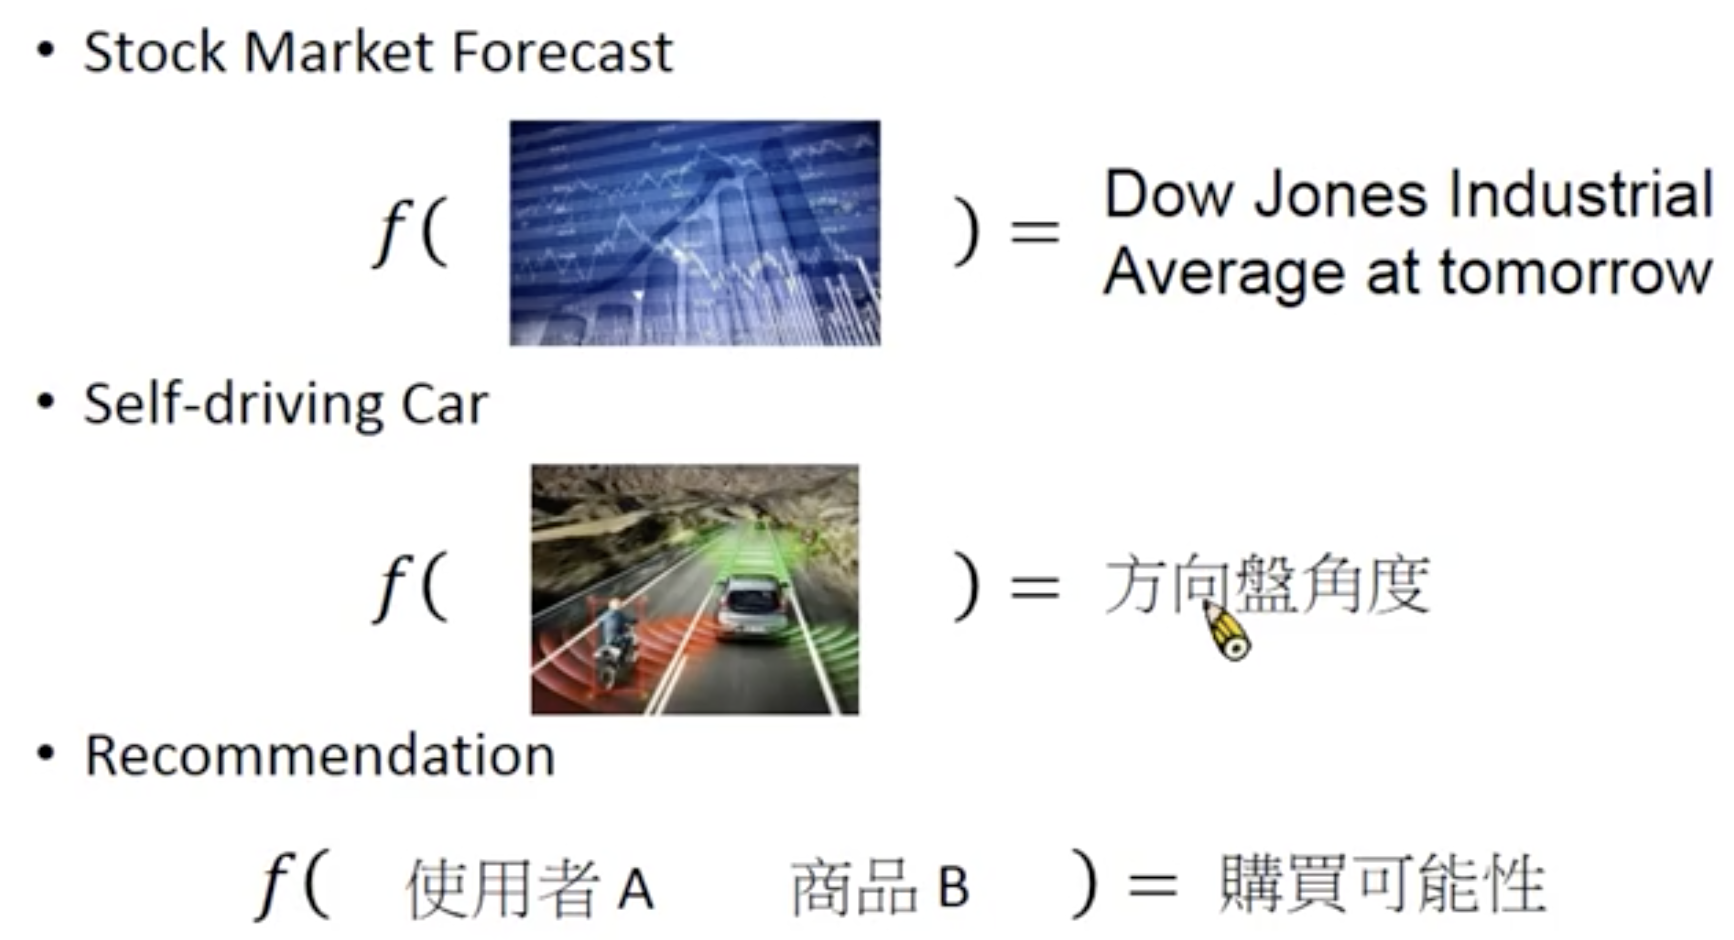 • Stock Market Forecast
f( ) = Dow Jones Industrial
Average at tomorrow
• Self-driving Car
f( ) = 方向盤角度
• Recommendation
f( 使用者 A 商品 B ) = 購買可能性